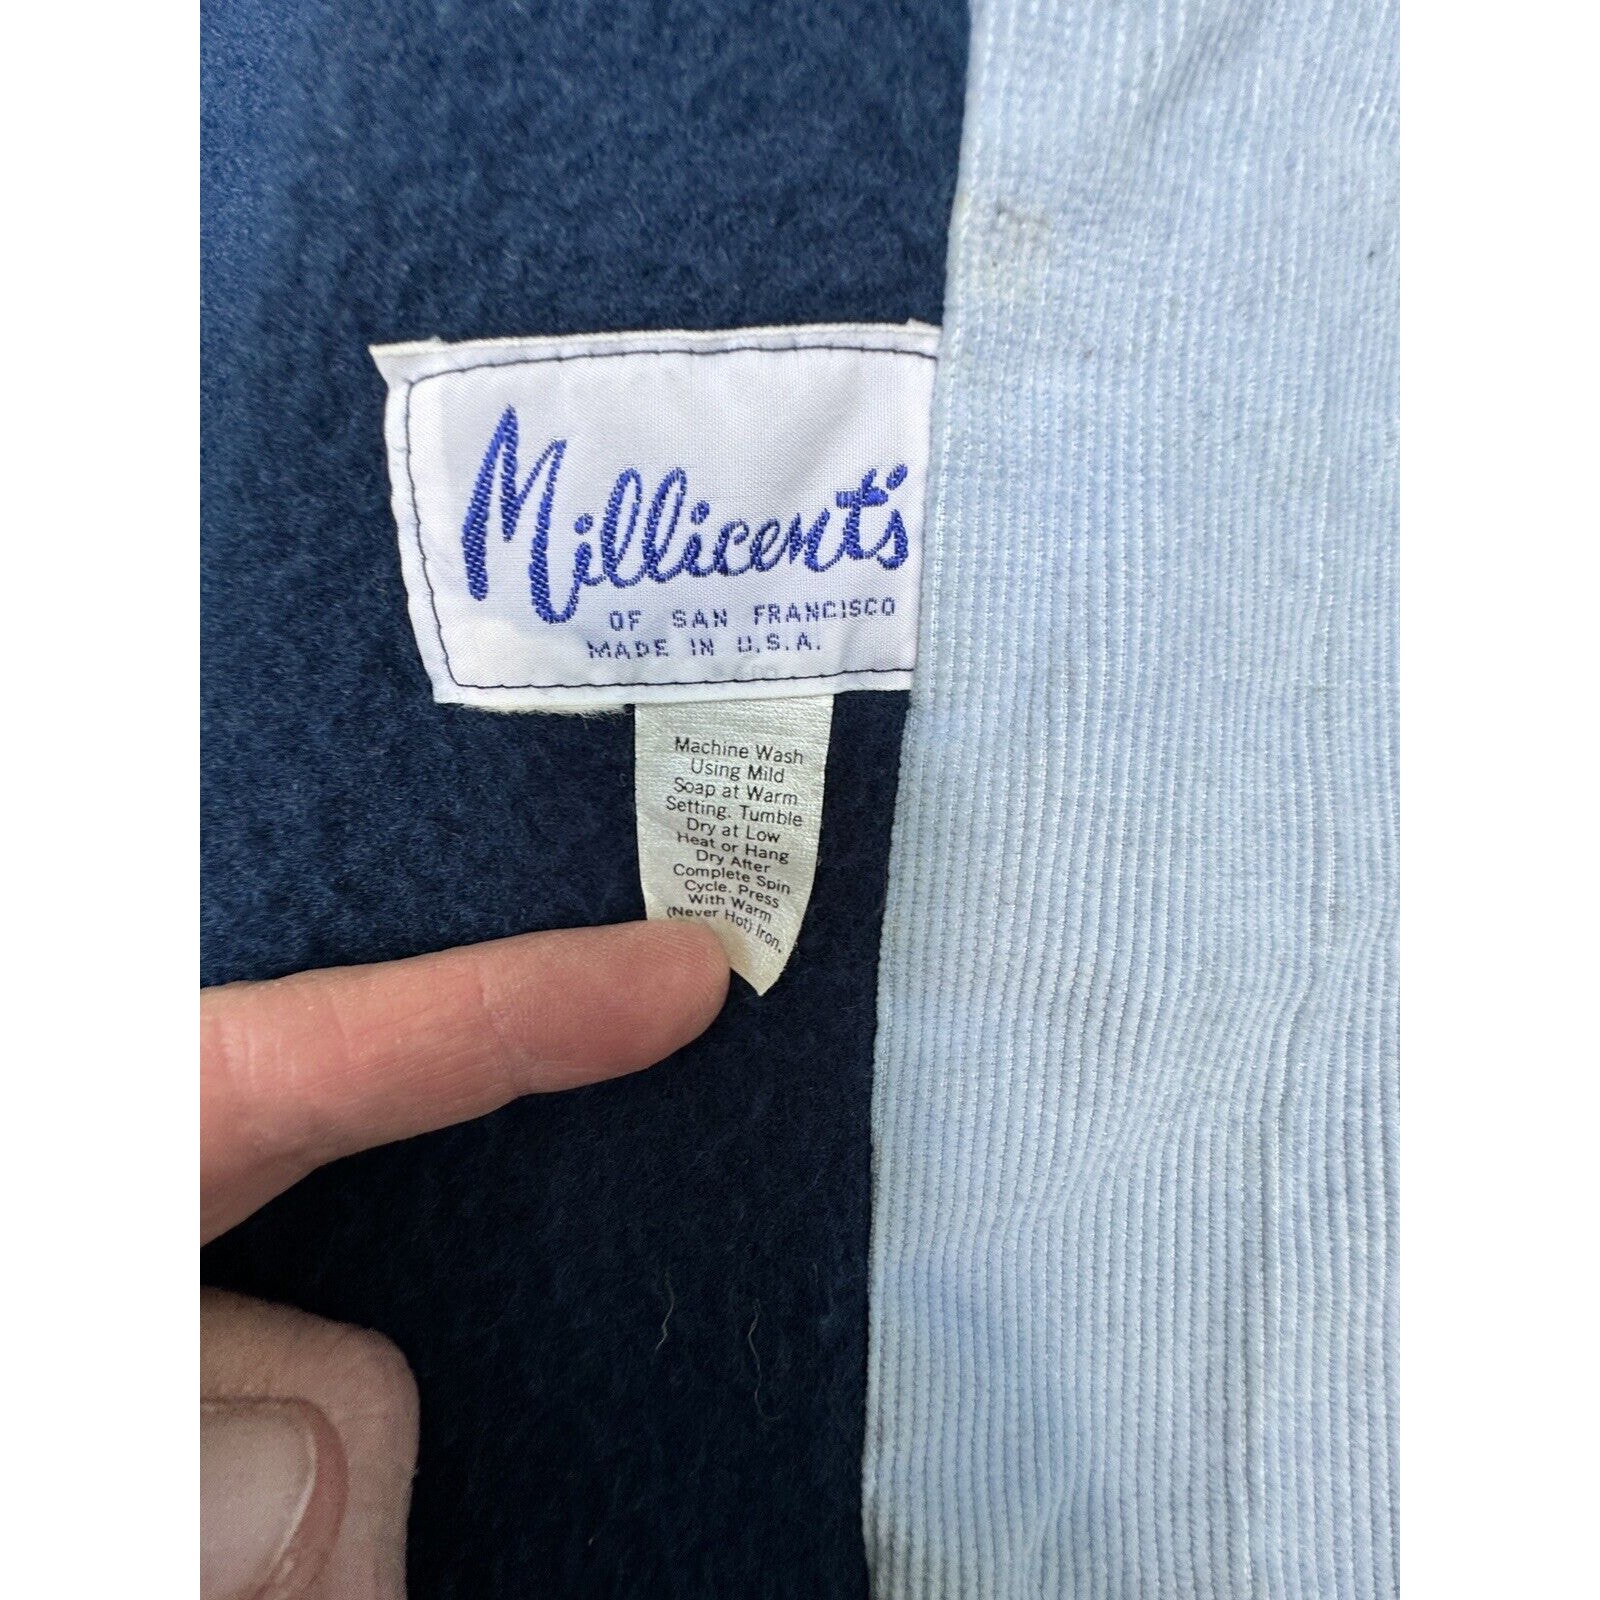 Millicent's
OF SAN FRANCISCO
MADE IN U.S.A.
Machine Wash
Using Mild
Soap at Warm
Setting. Tumble
Dry at Low
Heat or Hang
Dry After
Complete Spin
Cycle. Press
With Warm
(Never Hot) Iron.